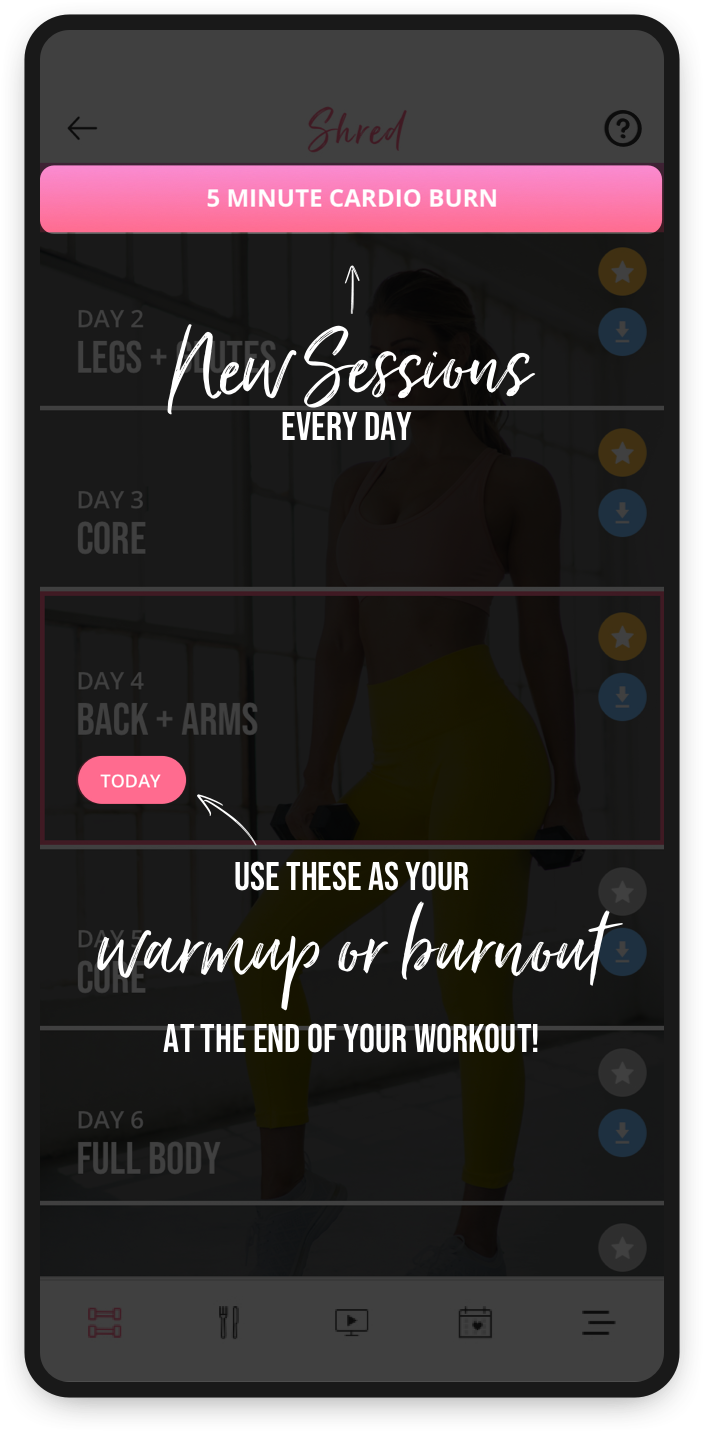 Shred
5 MINUTE CARDIO BURN
DAY 2
LEGS + GLUTES
New Sessions
EVERY DAY
DAY 3
CORE
DAY 4
BACK + ARMS
TODAY
USE THESE AS YOUR
warmup or burnout
DAY 5
CORE
AT THE END OF YOUR WORKOUT!
DAY 6
FULL BODY